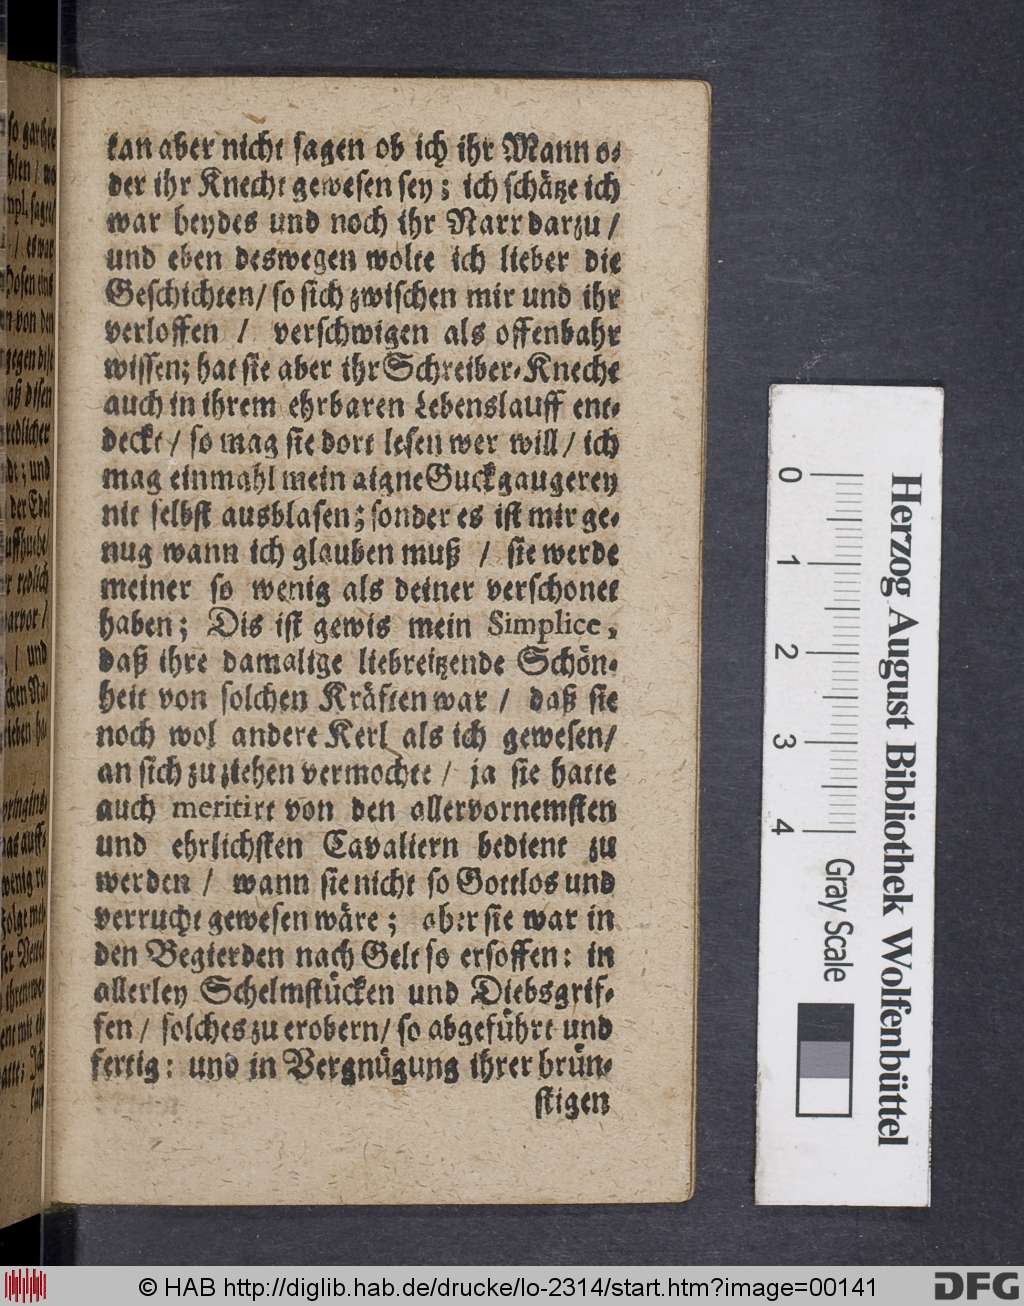 kan aber nicht sagen ob ich ihr Mann o-
der ihr Knecht gewesen sey; ich schätze ich
war beydes und noch ihr Narr darzu /
und eben deswegen wolte ich lieber die
Geschichten / so sich zwischen mir und ihr
verloffen / verschwigen als offenbahr
wissen; hat sie aber ihr Schreiber-Knecht
auch in ihrem ehrbaren Lebenslauff ent-
deckt / so mag sie dort lesen wer will / ich
mag einmahl mein aigne Guckgaugerey
nit selbst ausblasen; sonder es ist mir ge-
nug wann ich glauben muß / sie werde
meiner so wenig als deiner verschonet
haben; Dis ist gewis mein Simplice,
daß ihre damalige liebreitzende Schön-
heit von solchen Kräften war / daß sie
noch wol andere Kerl als ich gewesen /
an sich zu ziehen vermochte / ja sie hatte
auch meritirt von den allervornemsten
und ehrlichsten Cavaliern bedient zu
werden / wann sie nicht so Gottlos und
verrucht gewesen wäre; aber sie war in
den Begierden nach Gelt so ersoffen: in
allerley Schelmstücken und Diebsgrif-
fen / solches zu erobern / so abgeführt und
fertig: und in Vergnügung ihrer brün-
stigen
0 1 2 3 4
Gray Scale
Herzog August Bibliothek Wolfenbüttel
© HAB http://diglib.hab.de/drucke/lo-2314/start.htm?image=00141
DFG